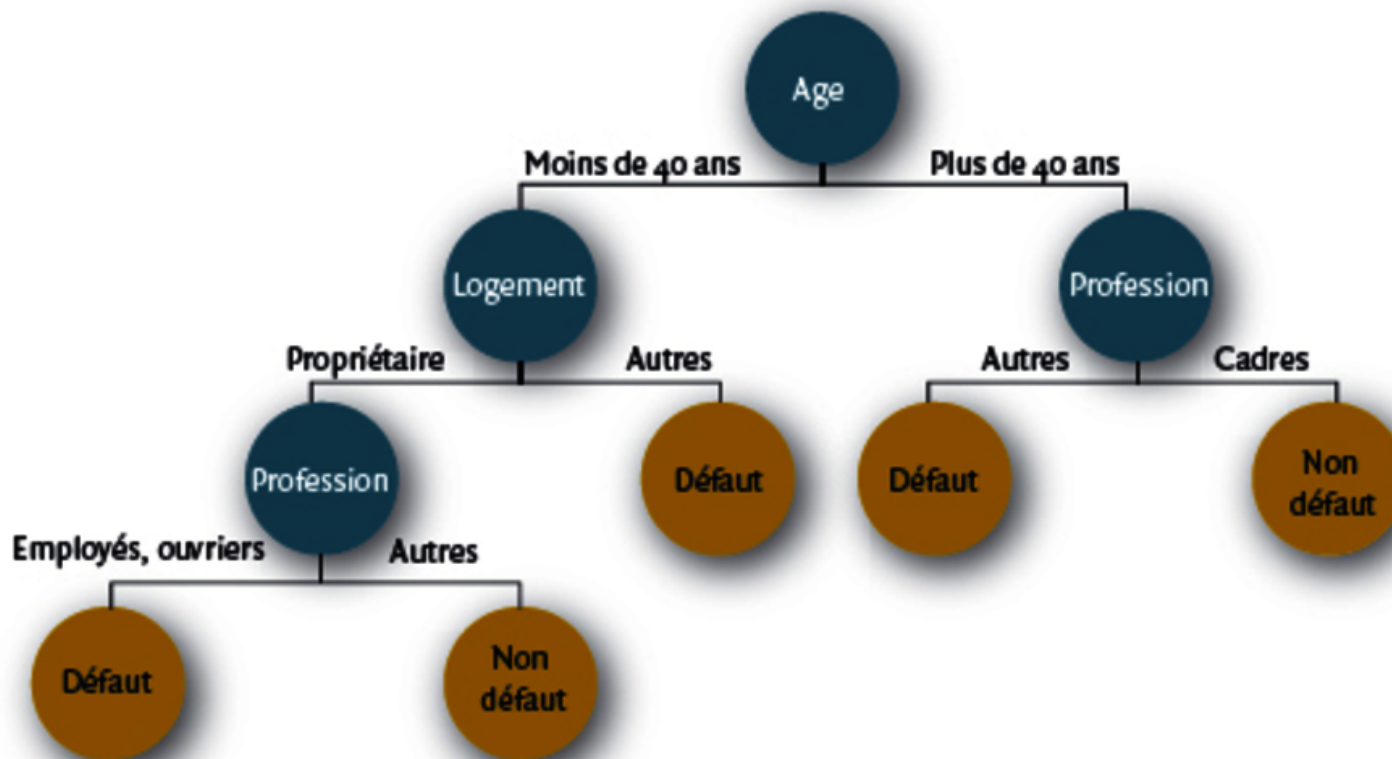 Age
Moins de 40 ans
Plus de 40 ans
Logement
Profession
Propriétaire
Autres
Autres
Cadres
Profession
Défaut
Défaut
Non
défaut
Employés, ouvriers
Autres
Défaut
Non
défaut